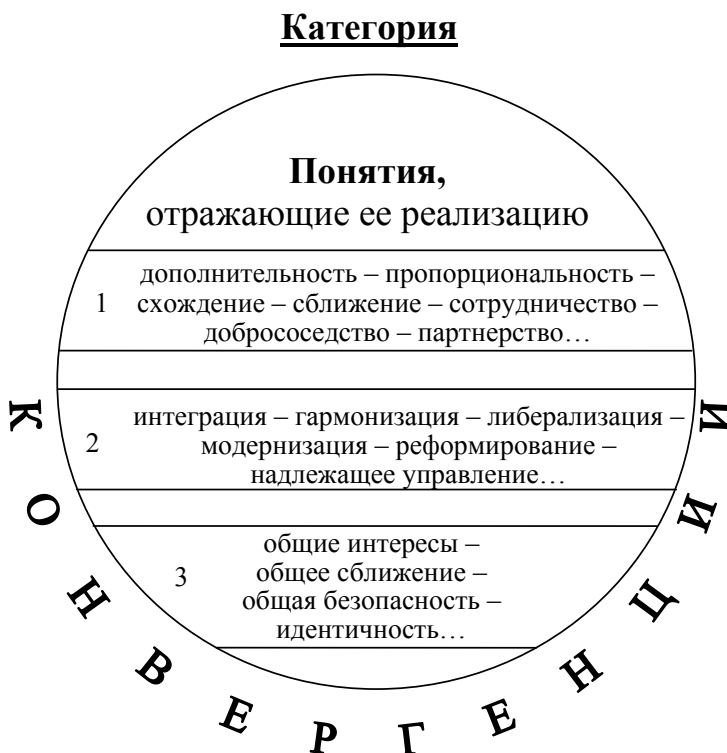 Категория
Понятия,
отражающие ее реализацию
1
дополнительность – пропорциональность –
схождение – сближение – сотрудничество –
добрососедство – партнерство…
2
интеграция – гармонизация – либерализация –
модернизация – реформирование –
надлежащее управление…
3
общие интересы –
общее сближение –
общая безопасность –
идентичность…
КОНВЕРГЕНЦИИ